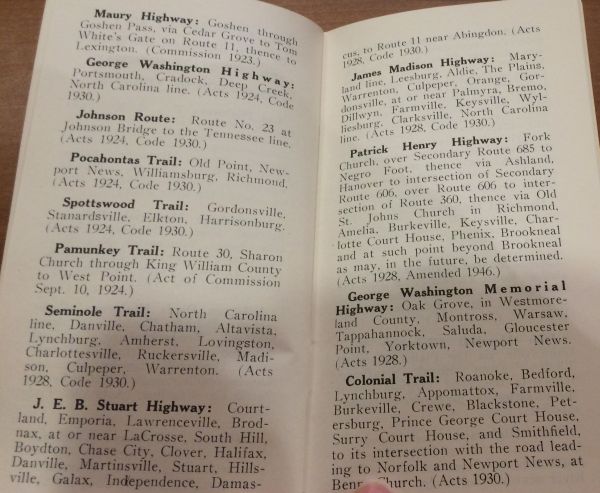 Maury Highway: Goshen through
Goshen Pass, via Cedar Grove to Tom
White's Gate on Route 11, thence to
Lexington. (Commission 1923.)
George Washington Highway:
Portsmouth, Cradock, Deep Creek,
North Carolina line. (Acts 1924, Code
1930.)
Johnson Route: Route No. 23 at
Johnson Bridge to the Tennessee line.
(Acts 1924, Code 1930.)
Pocahontas Trail: Old Point, New-
port News, Williamsburg, Richmond.
(Acts 1924, Code 1930.)
Spottswood Trail: Gordonsville,
Stanardsville, Elkton, Harrisonburg.
(Acts 1924, Code 1930.)
Pamunkey Trail: Route 30, Sharon
Church through King William County
to West Point. (Act of Commission
Sept. 10, 1924.)
Seminole Trail: North Carolina
line, Danville, Chatham, Altavista,
Lynchburg, Amherst, Lovingston,
Charlottesville, Ruckersville, Madi-
son, Culpeper, Warrenton. (Acts
1928, Code 1930.)
J. E. B. Stuart Highway: Court-
land, Emporia, Lawrenceville, Brod-
nax, at or near LaCrosse, South Hill,
Boydton, Chase City, Clover, Halifax,
Danville, Martinsville, Stuart, Hills-
ville, Galax, Independence, Damas-
cus, to Route 11 near Abingdon. (Acts
1928, Code 1930.)
James Madison Highway: Mary-
land line, Leesburg, Aldie, The Plains,
Warrenton, Culpeper, Orange, Gor-
donsville, at or near Palmyra, Bremo,
Dillwyn, Farmville, Keysville, Wyl-
liesburg, Clarksville, North Carolina
line. (Acts 1928, Code 1930.)
Patrick Henry Highway: Fork
Church, over Secondary Route 685 to
Negro Foot, thence via Ashland,
Hanover to intersection of Secondary
Route 606, over Route 606 to inter-
section of Route 360, thence via Old
St. Johns Church in Richmond,
Amelia, Burkeville, Keysville, Char-
lotte Court House, Phenix, Brookneal
and at such point beyond Brookneal
as may, in the future, be determined.
(Acts 1928, Amended 1946.)
George Washington Memorial
Highway: Oak Grove, in Westmore-
land County, Montross, Warsaw,
Tappahannock, Saluda, Gloucester
Point, Yorktown, Newport News.
(Acts 1928.)
Colonial Trail: Roanoke, Bedford,
Lynchburg, Appomattox, Farmville,
Burkeville, Crewe, Blackstone, Pet-
ersburg, Prince George Court House,
Surry Court House, and Smithfield,
to its intersection with the road lead-
ing to Norfolk and Newport News, at
Church. (Acts 1930.)